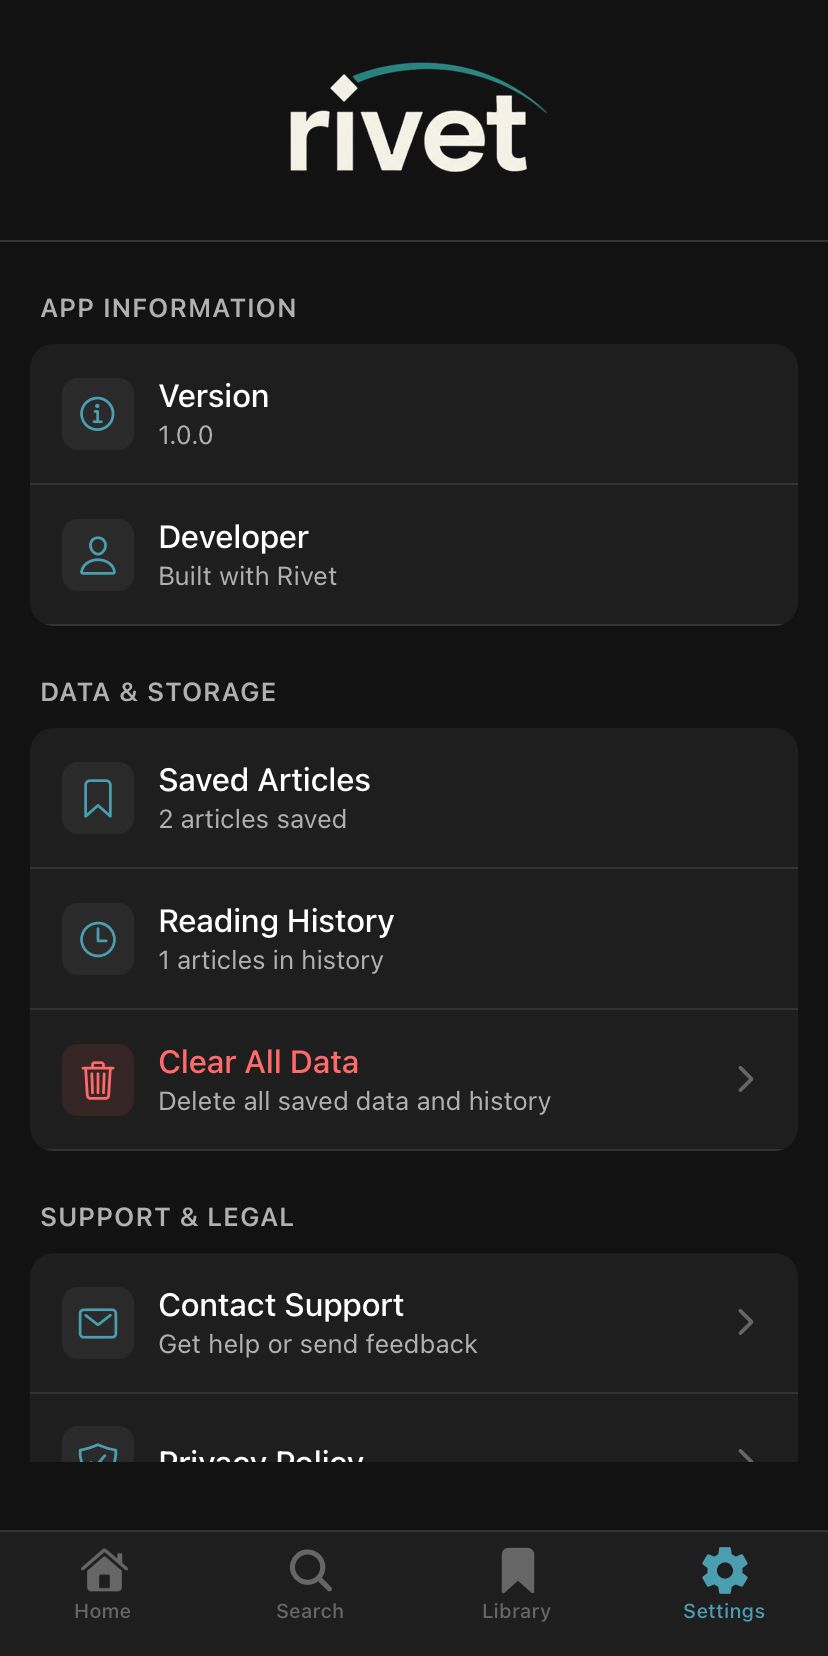 rivet
APP INFORMATION
Version
1.0.0
Developer
Built with Rivet
DATA & STORAGE
Saved Articles
2 articles saved
Reading History
1 articles in history
Clear All Data
Delete all saved data and history
SUPPORT & LEGAL
Contact Support
Get help or send feedback
Privacy Policy
Home
Search
Library
Settings